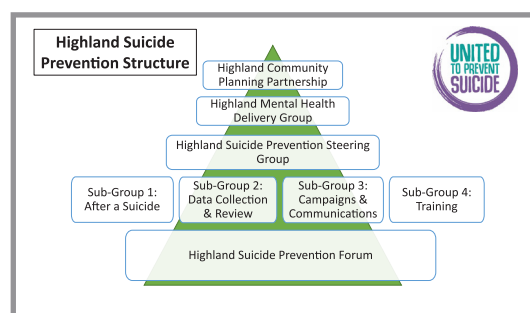 Highland Suicide
Prevention Structure
UNITED
TO PREVENT
SUICIDE
Highland Community
Planning Partnership
Highland Mental Health
Delivery Group
Highland Suicide Prevention Steering
Group
Sub-Group 1:
After a Suicide
Sub-Group 2:
Data Collection
& Review
Sub-Group 3:
Campaigns &
Communications
Sub-Group 4:
Training
Highland Suicide Prevention Forum